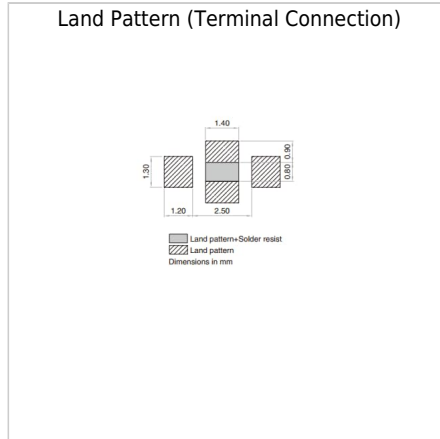 Land Pattern (Terminal Connection)
1.40
0.90
1.30
0.80
1.20
2.50
Land pattern+Solder resist
Land pattern
Dimensions in mm